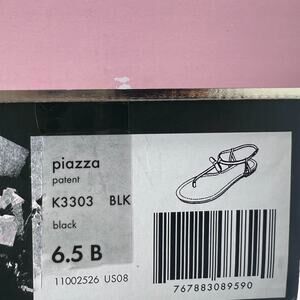 piazza
patent
K3303 BLK
black
6.5 B
11002526 US08
767883089590